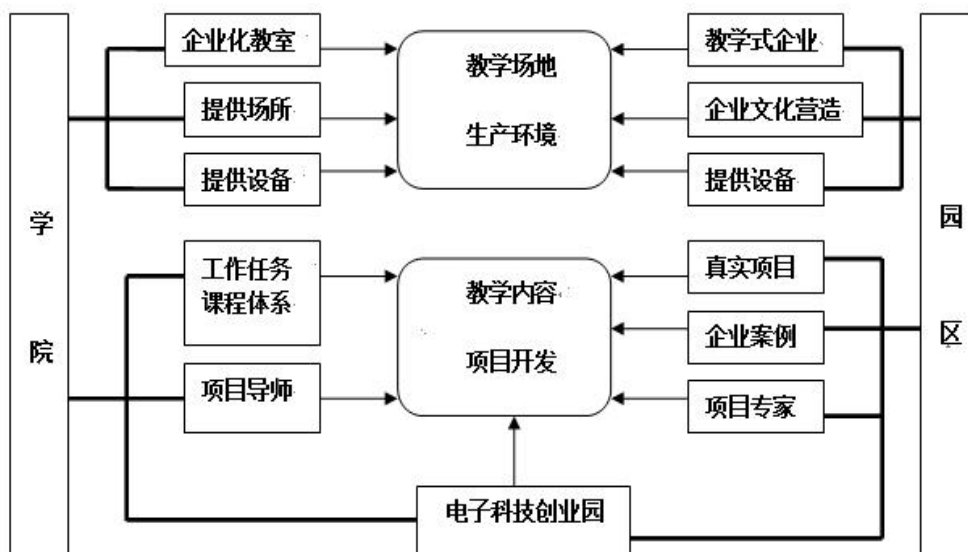 学院
企业化教室
提供场所
提供设备
教学场地
生产环境
教学式企业
企业文化营造
提供设备
工作任务
课程体系
项目导师
教学内容
项目开发
真实项目
企业案例
项目专家
电子科技创业园
园区